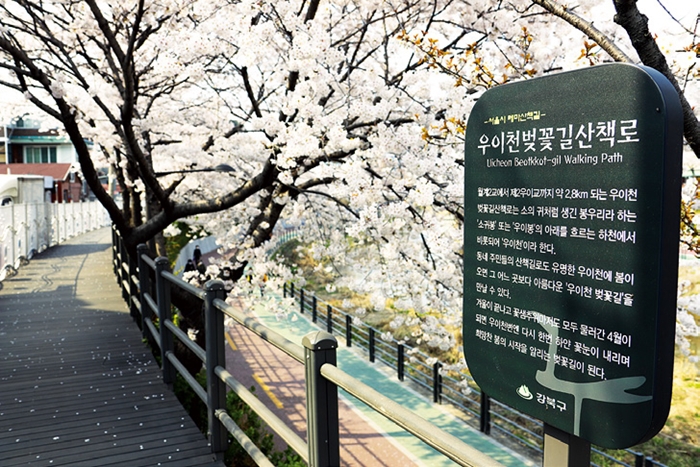 -서울시 테마산책길-
우이천벚꽃길산책로
Uicheon Beotkkot-gil Walking Path
월계2교에서 제2우이교까지 약 2.8km 되는 우이천
벚꽃길산책로는 소의 귀처럼 생긴 봉우리라 하는
'소귀봉' 또는 '우이봉'의 아래를 흐르는 하천에서
비롯되어 '우이천'이라 한다.
동네 주민들의 산책길로도 유명한 우이천에 봄이
오면 그 어느 곳보다 아름다운 '우이천 벚꽃길'을
만날 수 있다.
겨울이 끝나고 꽃샘추위마저도 모두 물러간 4월이
되면 우이천변엔 다시 한번 하얀 꽃눈이 내리며
희망찬 봄의 시작을 알리는 벚꽃길이 된다.
강북구